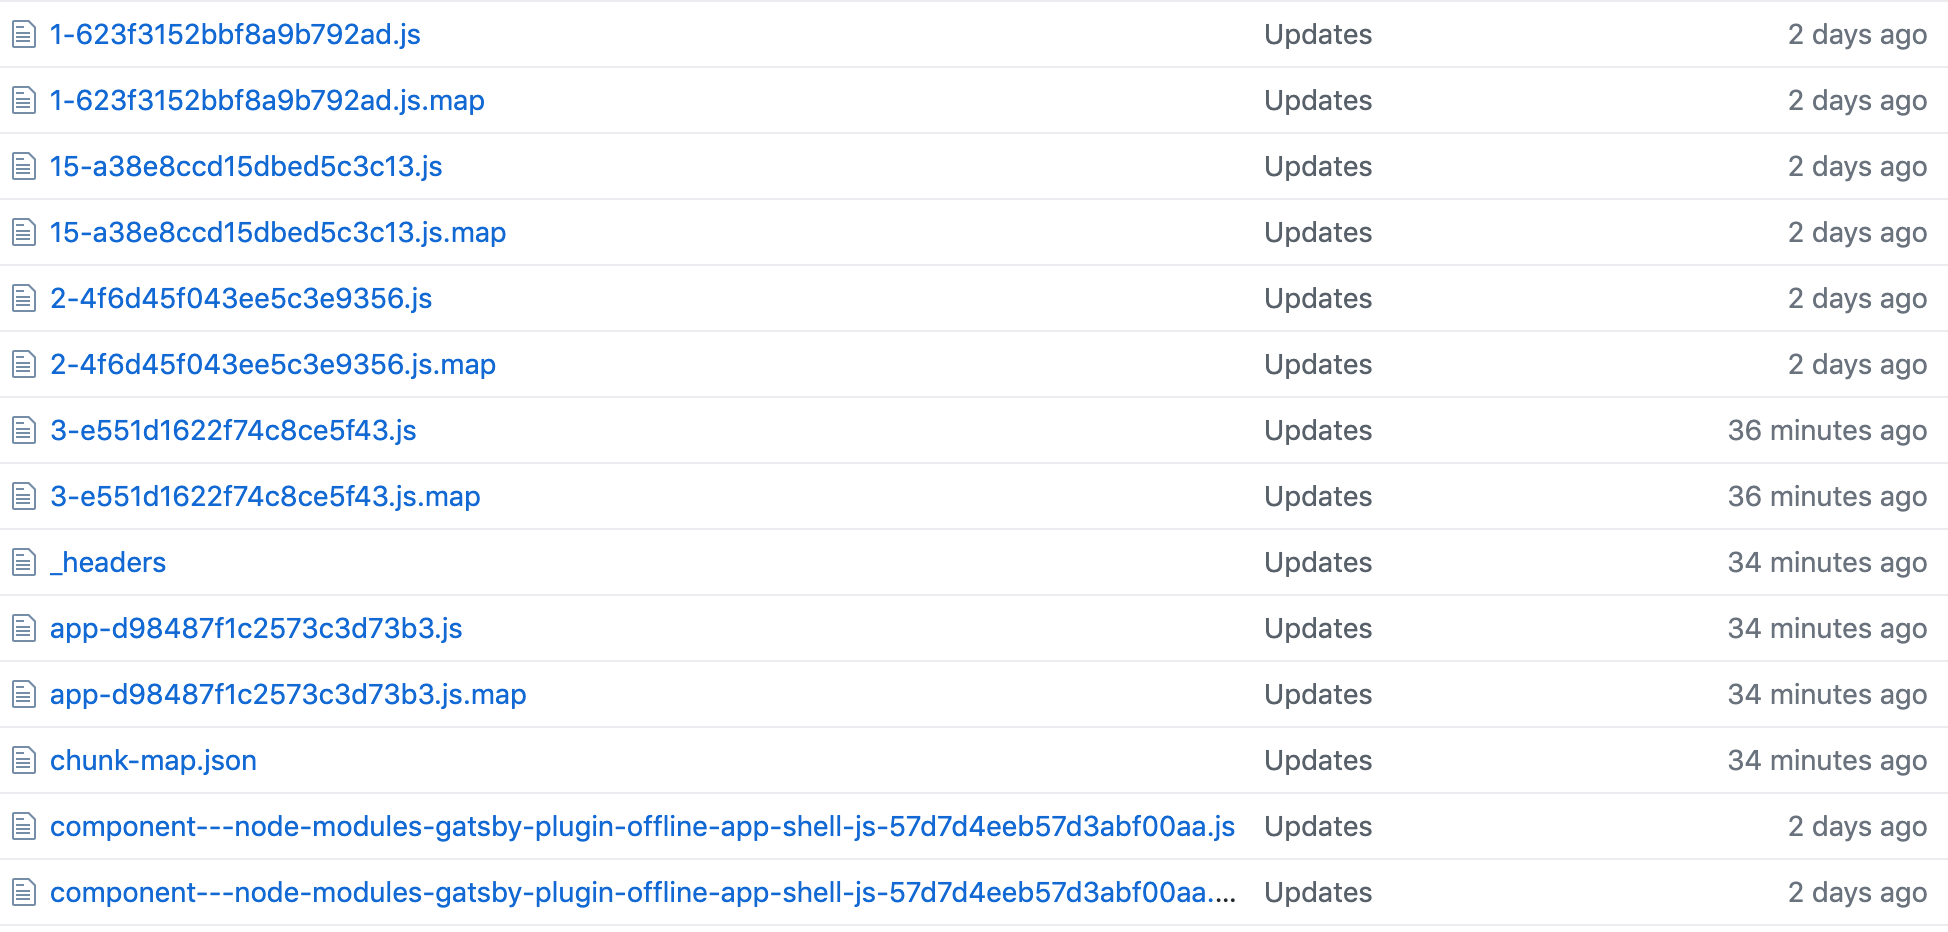 1-623f3152bbf8a9b792ad.js Updates 2 days ago
1-623f3152bbf8a9b792ad.js.map Updates 2 days ago
15-a38e8ccd15dbed5c3c13.js Updates 2 days ago
15-a38e8ccd15dbed5c3c13.js.map Updates 2 days ago
2-4f6d45f043ee5c3e9356.js Updates 2 days ago
2-4f6d45f043ee5c3e9356.js.map Updates 2 days ago
3-e551d1622f74c8ce5f43.js Updates 36 minutes ago
3-e551d1622f74c8ce5f43.js.map Updates 36 minutes ago
_headers Updates 34 minutes ago
app-d98487f1c2573c3d73b3.js Updates 34 minutes ago
app-d98487f1c2573c3d73b3.js.map Updates 34 minutes ago
chunk-map.json Updates 34 minutes ago
component---node-modules-gatsby-plugin-offline-app-shell-js-57d7d4eeb57d3abf00aa.js Updates 2 days ago
component---node-modules-gatsby-plugin-offline-app-shell-js-57d7d4eeb57d3abf00aa.... Updates 2 days ago